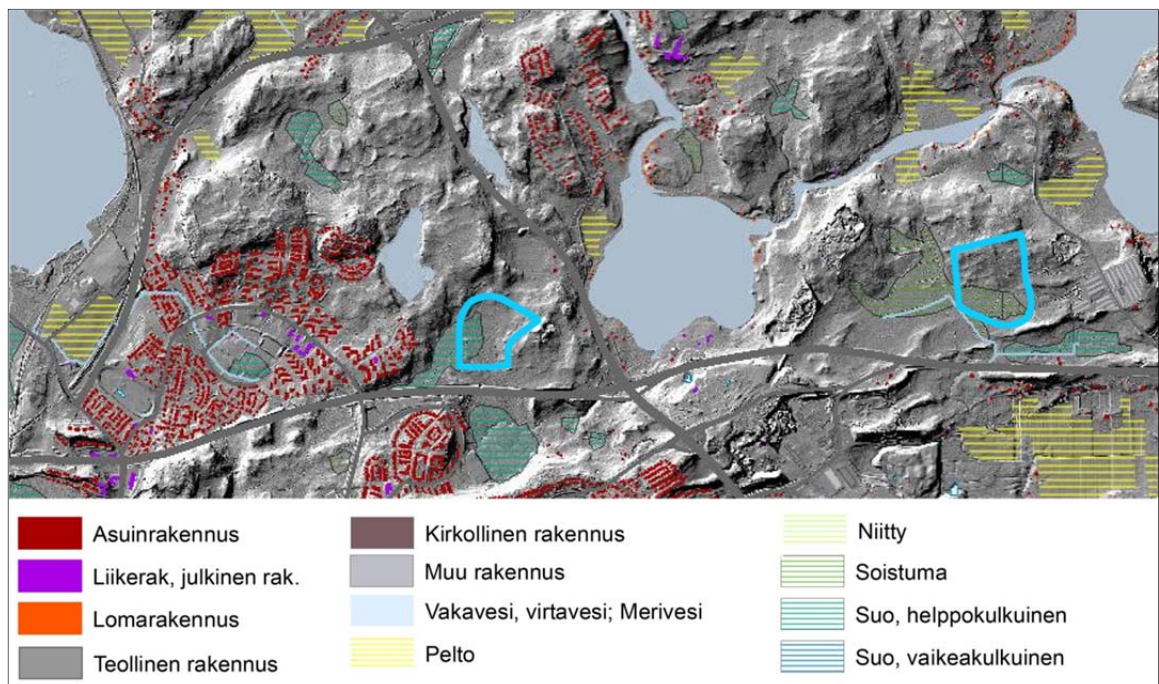 Asuinrakennus
Liikerak, julkinen rak.
Lomarakennus
Teollinen rakennus
Kirkollinen rakennus
Muu rakennus
Vakavesi, virtavesi; Merivesi
Pelto
Niitty
Soistuma
Suo, helppokulkuinen
Suo, vaikeakulkuinen